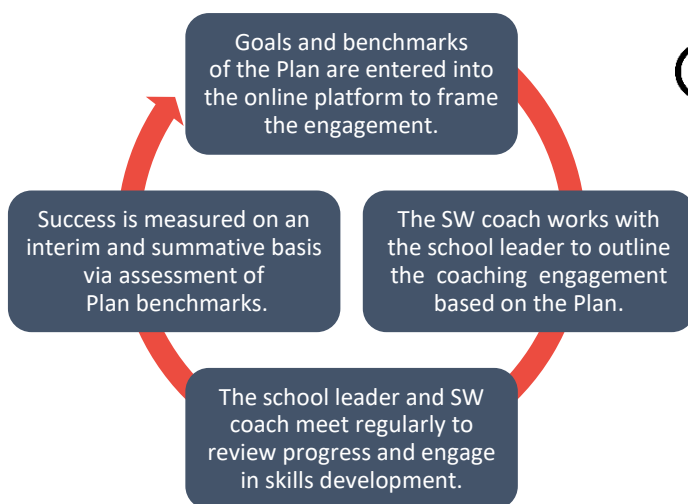 Goals and benchmarks
of the Plan are entered into
the online platform to frame
the engagement.
The SW coach works with
the school leader to outline
the coaching engagement
based on the Plan.
The school leader and SW
coach meet regularly to
review progress and engage
in skills development.
Success is measured on an
interim and summative basis
via assessment of
Plan benchmarks.